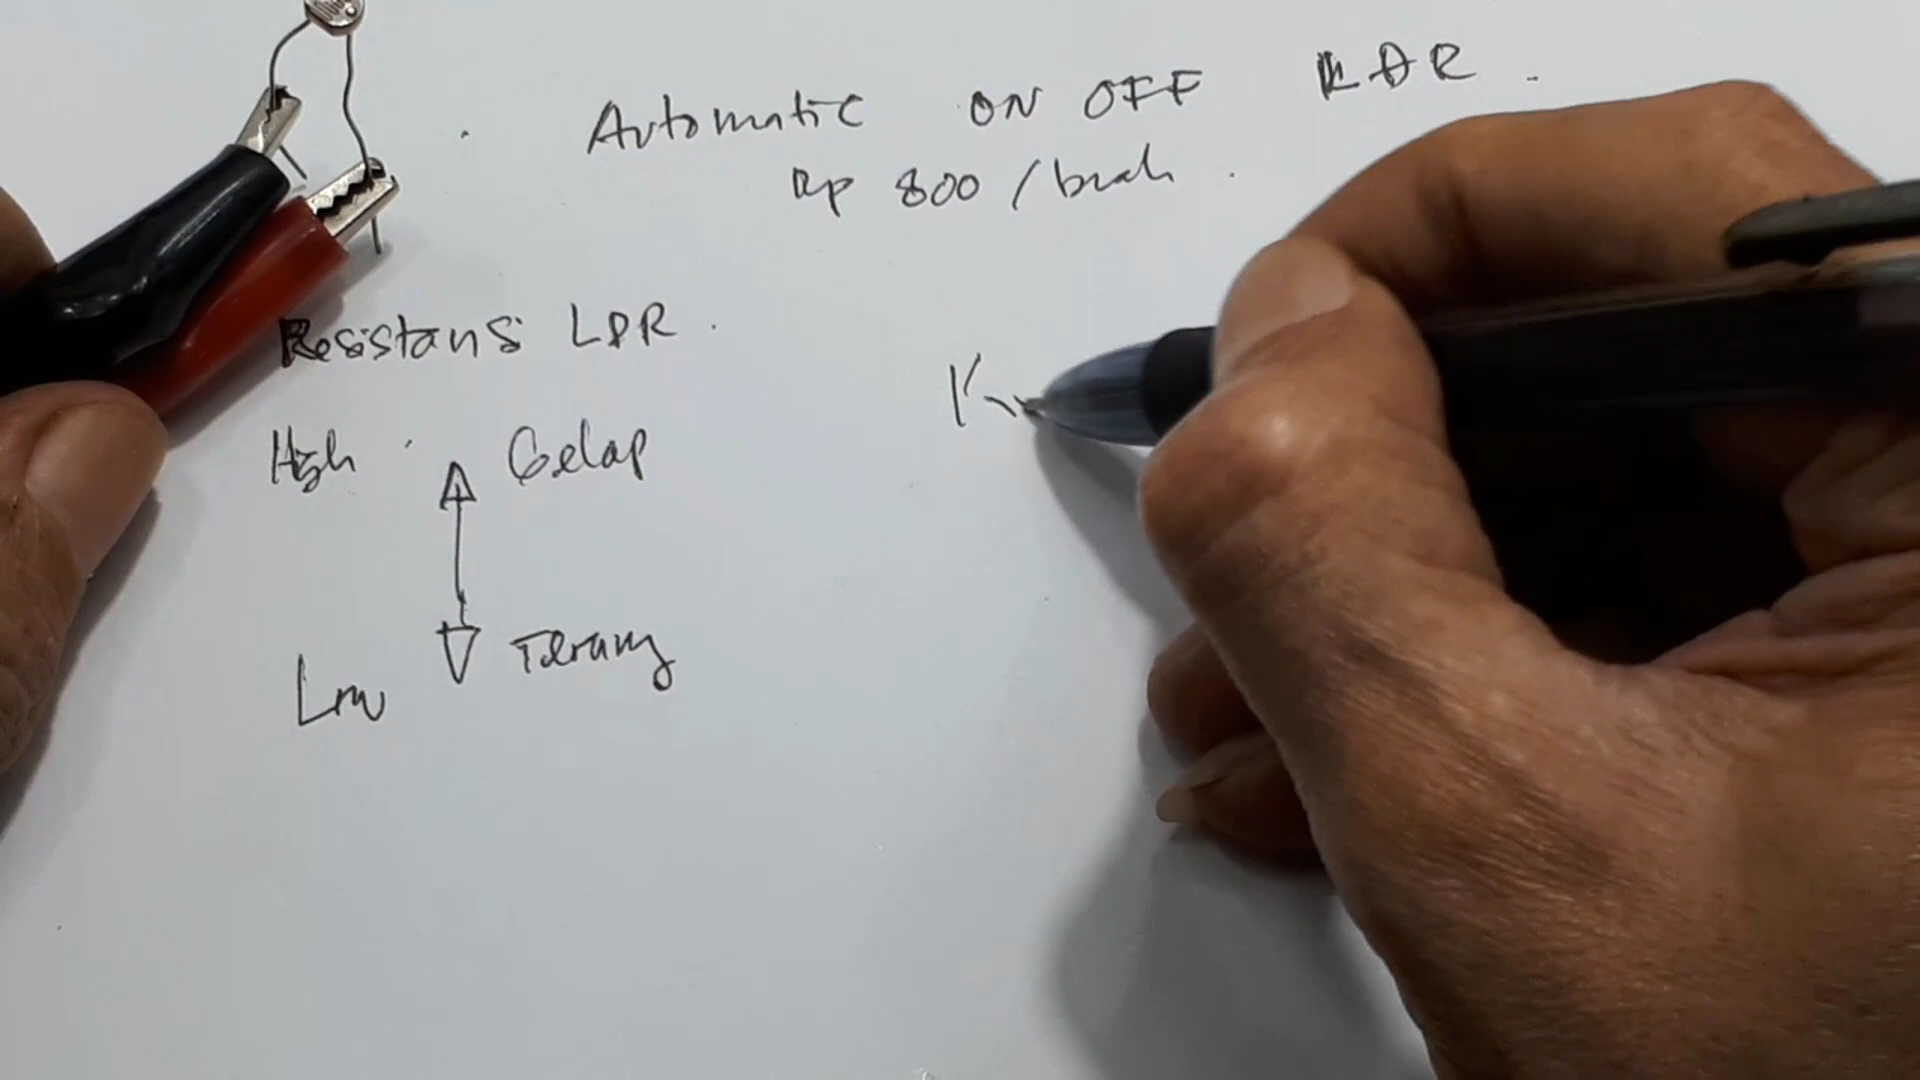 Automatic ON OFF LDR.
Rp 800 / buah.
Resistansi LDR.
High Gelap
Low Terang
K